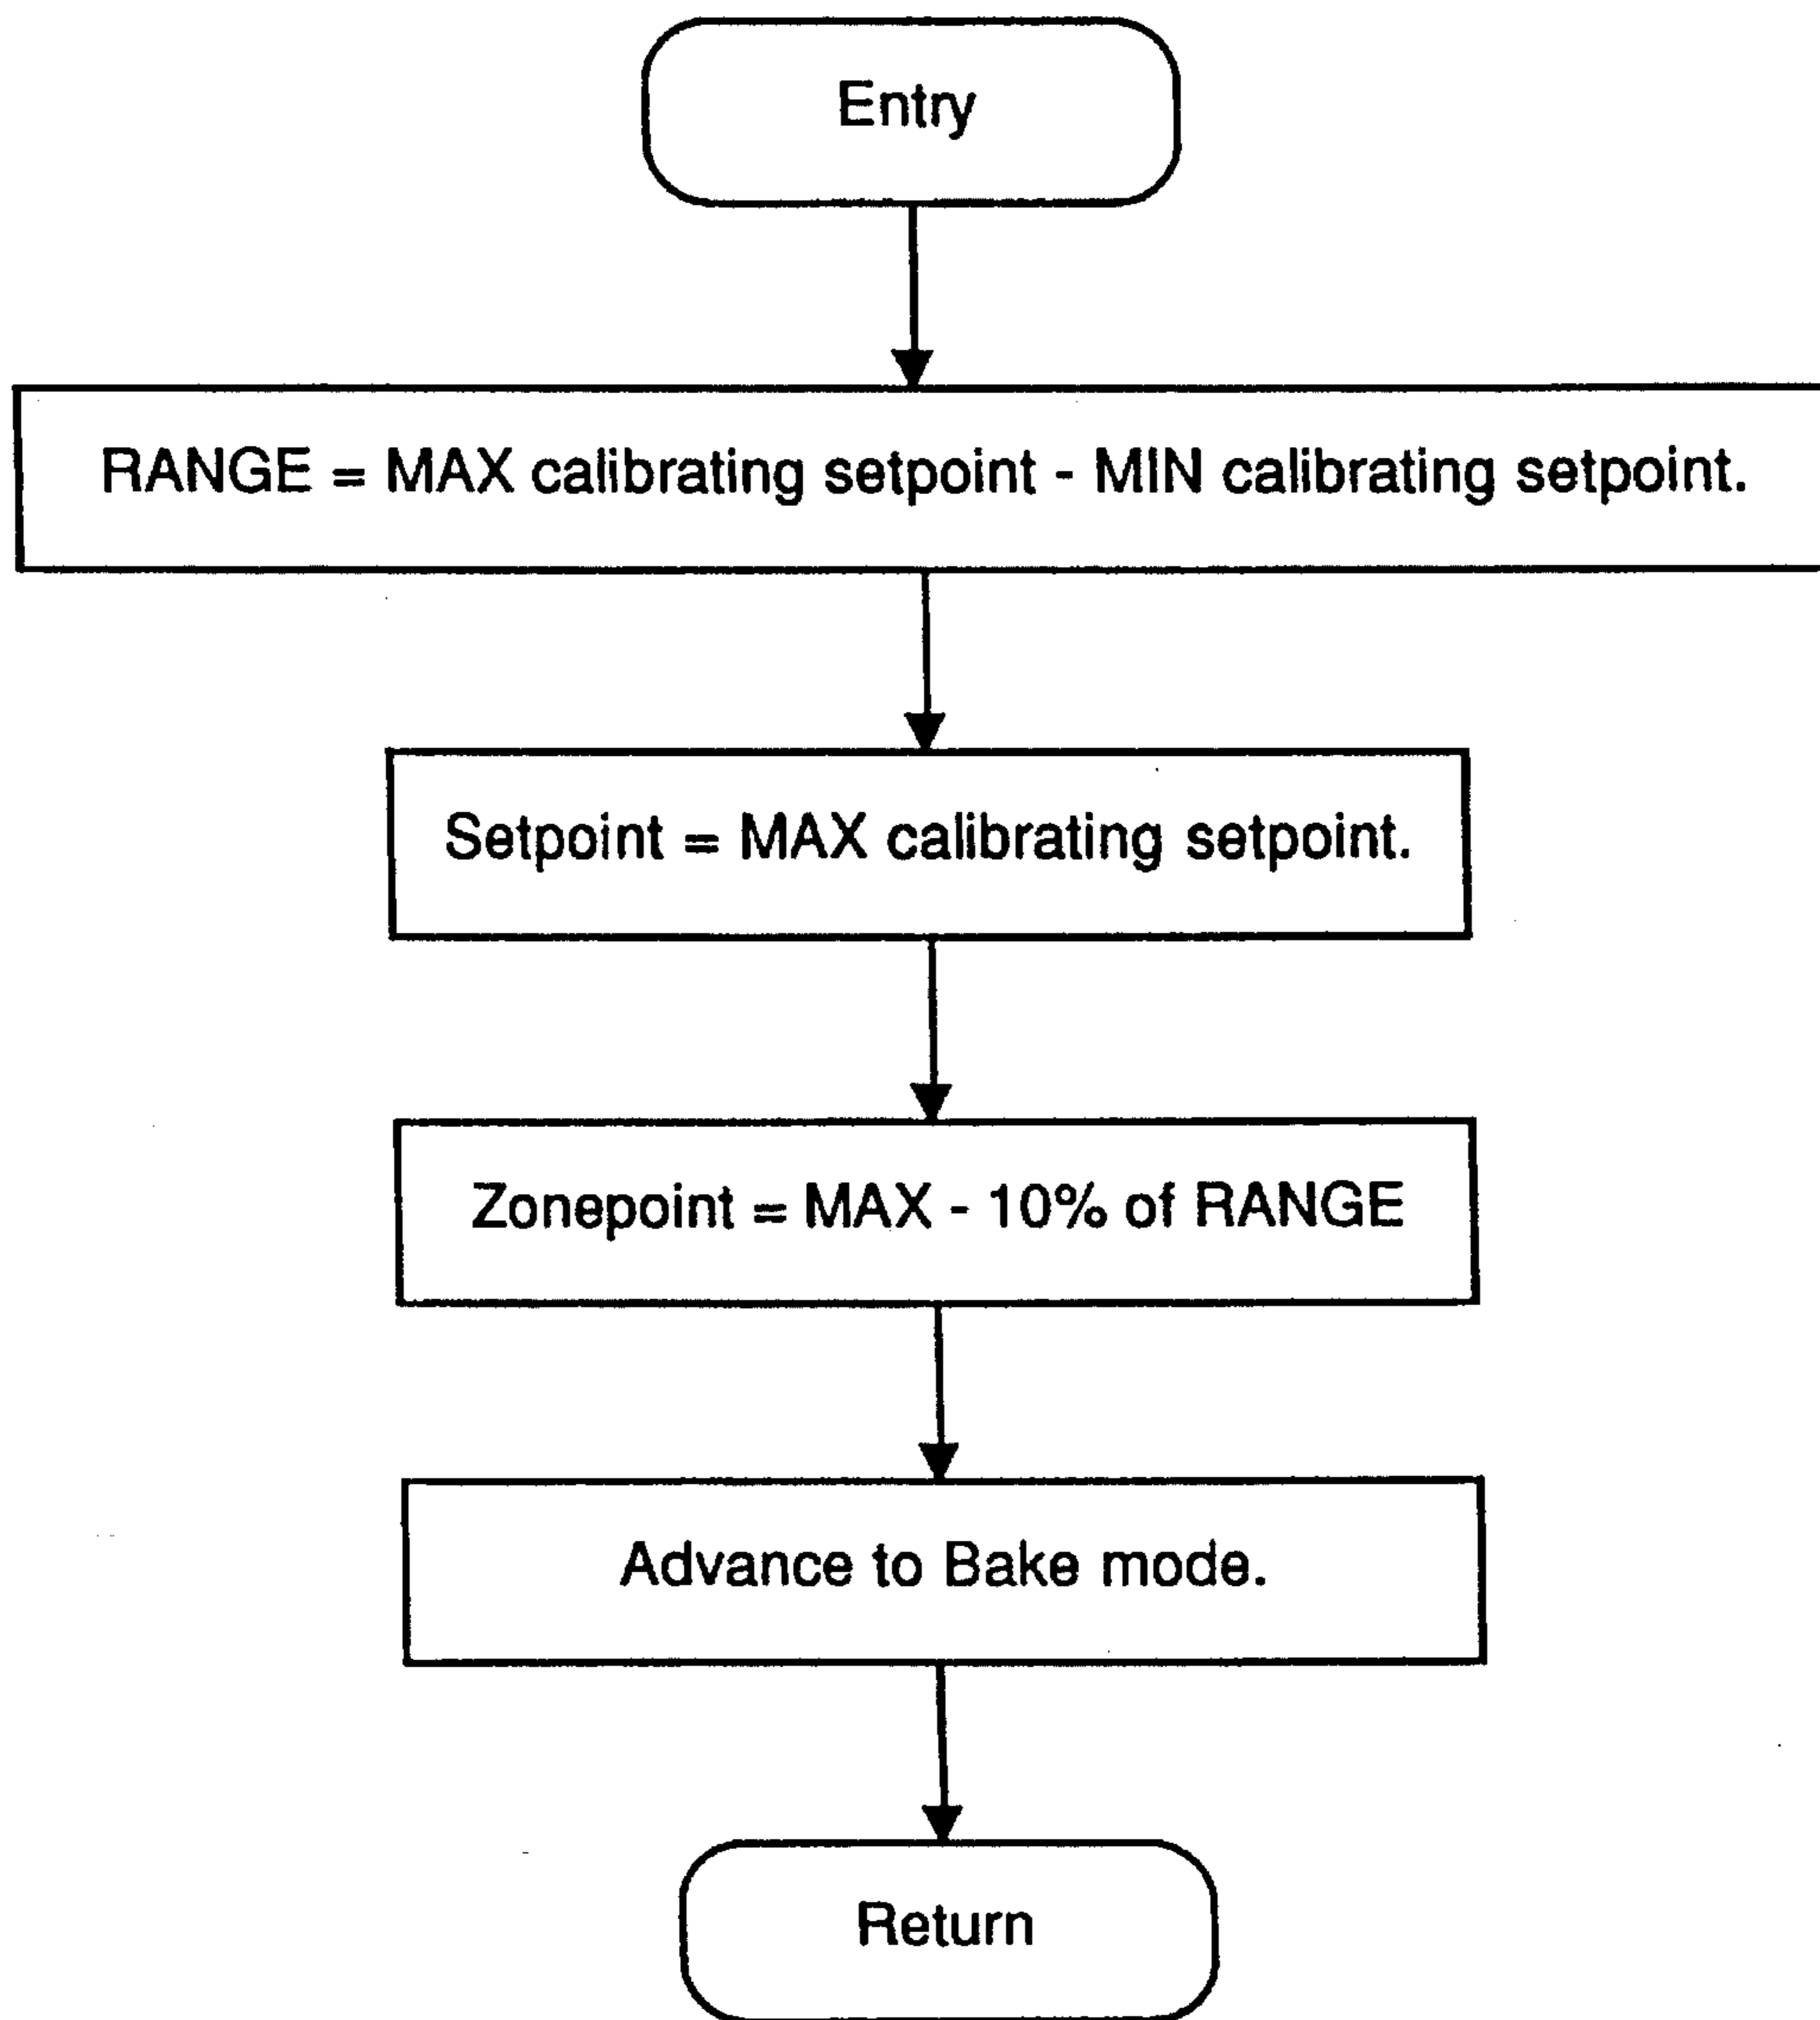 Entry
RANGE = MAX calibrating setpoint - MIN calibrating setpoint.
Setpoint = MAX calibrating setpoint.
Zonepoint = MAX - 10% of RANGE
Advance to Bake mode.
Return